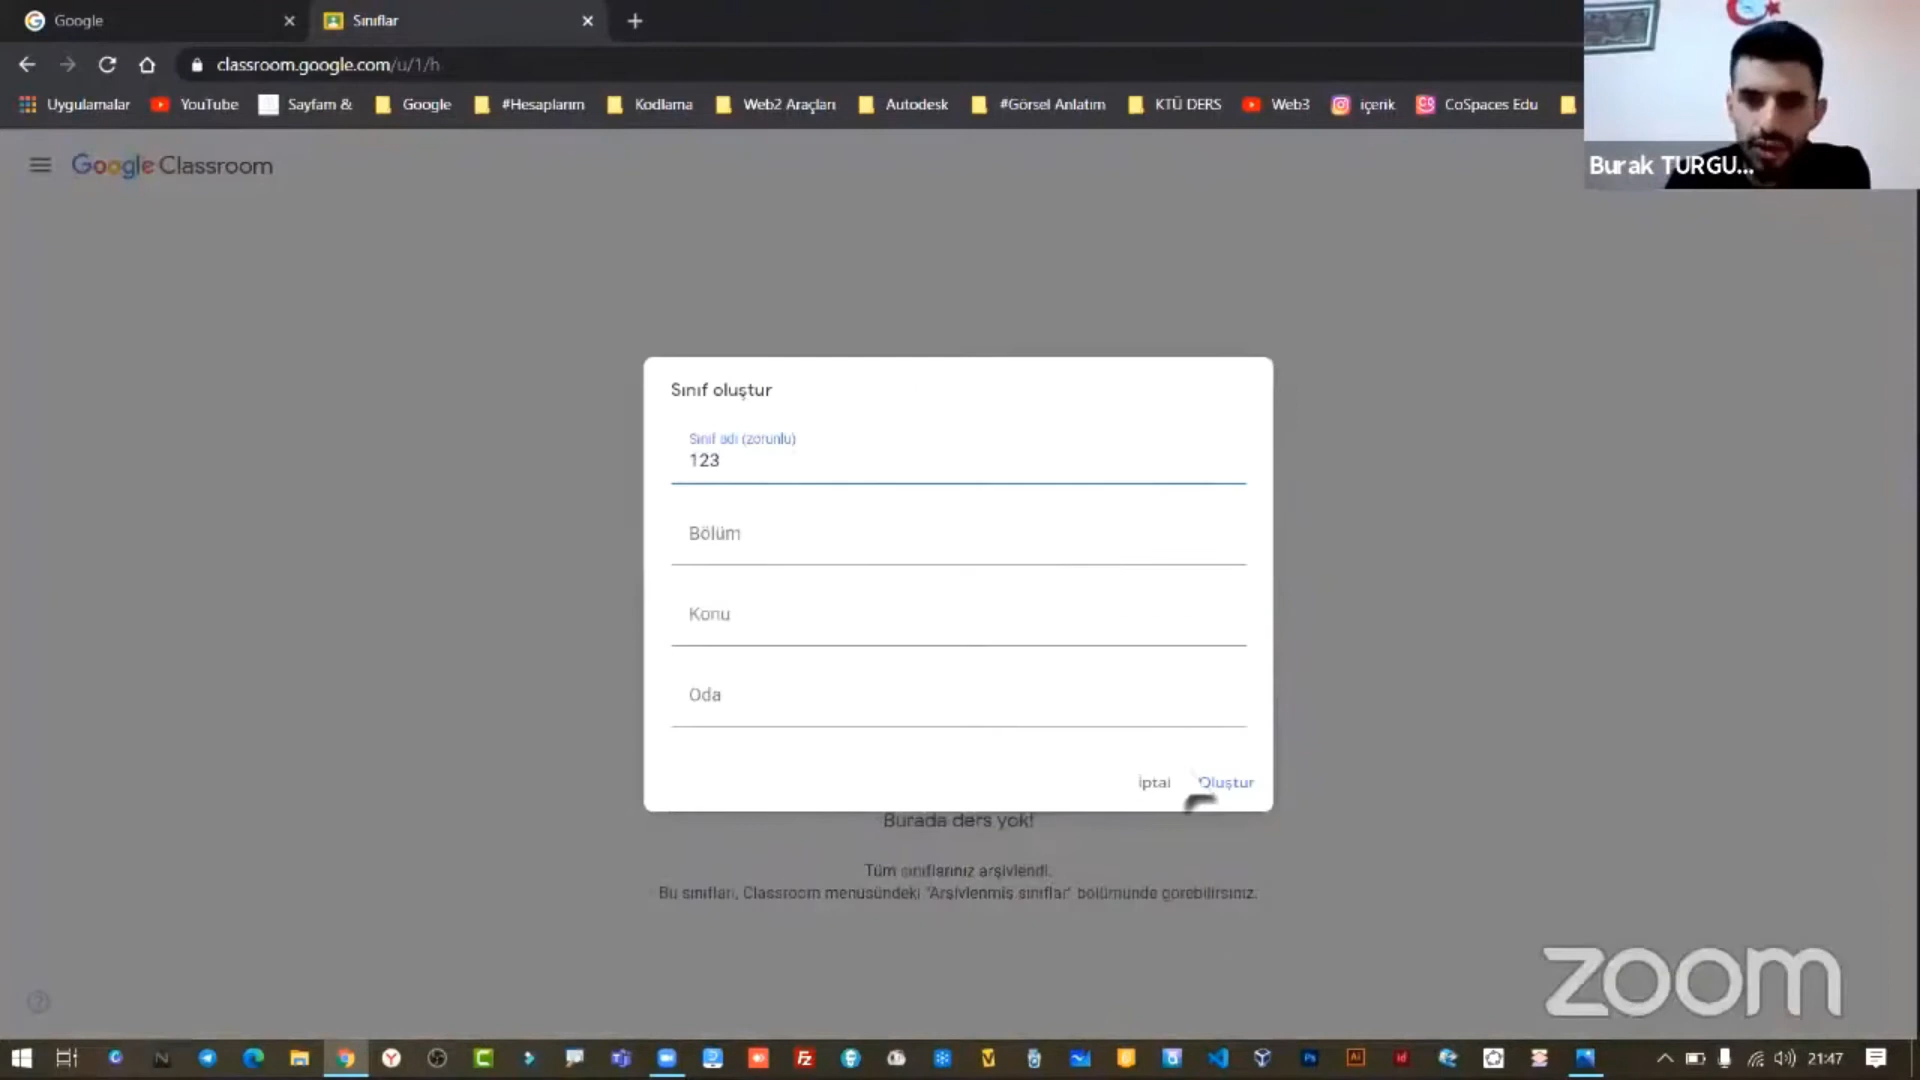 Google
Sınıflar
classroom.google.com/u/1/h
Uygulamalar
YouTube
Sayfam &
Google
#Hesaplarım
Kodlama
Web2 Araçları
Autodesk
#Görsel Anlatım
KTÜ DERS
Web3
içerik
CoSpaces Edu
Burak TURGU...
Google Classroom
Sınıf oluştur
Sınıf adı (zorunlu)
123
Bölüm
Konu
Oda
İptal
Oluştur
Burada ders yok!
Tüm sınıflarınız arşivlendi.
Bu sınıfları, Classroom menüsündeki "Arşivlenmiş sınıflar" bölümünde görebilirsiniz.
zoom
21:47